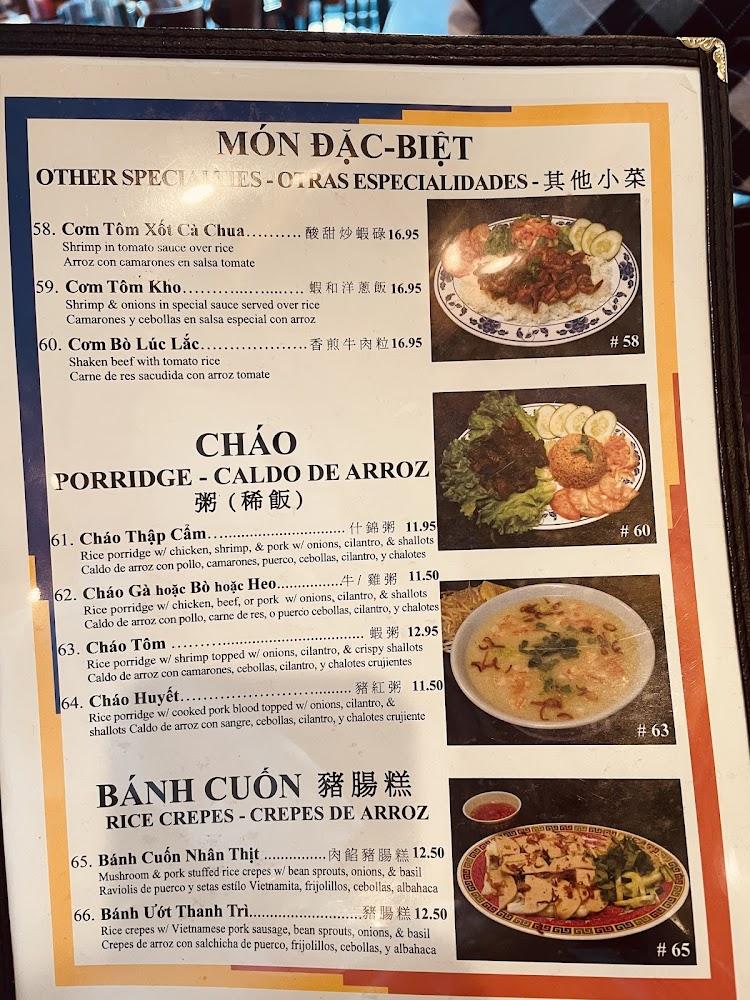 MÓN ĐẶC-BIỆT
OTHER SPECIALTIES - OTRAS ESPECIALIDADES - 其他小菜
58. Cơm Tôm Xốt Cà Chua.......... 酸甜炒蝦碌 16.95
Shrimp in tomato sauce over rice
Arroz con camarones en salsa tomate
59. Cơm Tôm Kho.................... 蝦和洋蔥飯 16.95
Shrimp & onions in special sauce served over rice
Camarones y cebollas en salsa especial con arroz
60. Cơm Bò Lúc Lắc.................. 香煎牛肉粒 16.95
Shaken beef with tomato rice
Carne de res sacudida con arroz tomate
# 58
# 60
CHÁO
PORRIDGE - CALDO DE ARROZ
粥 (稀飯)
61. Cháo Thập Cẩm.............................. 什錦粥 11.95
Rice porridge w/ chicken, shrimp, & pork w/ onions, cilantro, & shallots
Caldo de arroz con pollo, camarones, puerco, cebollas, cilantro, y chalotes
62. Cháo Gà hoặc Bò hoặc Heo..............牛/ 雞粥 11.50
Rice porridge w/ chicken, beef, or pork w/ onions, cilantro, & shallots
Caldo de arroz con pollo, carne de res, o puerco cebollas, cilantro, y chalotes
63. Cháo Tôm ........................................ 蝦粥 12.95
Rice porridge w/ shrimp topped w/ onions, cilantro, & crispy shallots
Caldo de arroz con camarones, cebollas, cilantro, y chalotes crujientes
64. Cháo Huyết.................................. 豬紅粥 11.50
Rice porridge w/ cooked pork blood topped w/ onions, cilantro, &
shallots Caldo de arroz con sangre, cebollas, cilantro, y chalotes crujiente
# 63
BÁNH CUỐN 豬腸糕
RICE CREPES - CREPES DE ARROZ
65. Bánh Cuốn Nhân Thịt ..............肉餡豬腸糕 12.50
Mushroom & pork stuffed rice crepes w/ bean sprouts, onions, & basil
Raviolis de puerco y setas estilo Vietnamita, frijolillos, cebollas, albahaca
66. Bánh Ướt Thanh Trì.........................豬腸糕 12.50
Rice crepes w/ Vietnamese pork sausage, bean sprouts, onions, & basil
Crepes de arroz con salchicha de puerco, frijolillos, cebollas, y albahaca
# 65